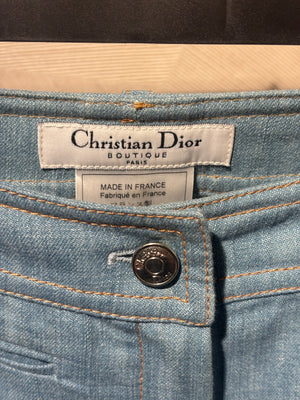 Christian Dior
BOUTIQUE
PARIS
MADE IN FRANCE
Fabriqué en France